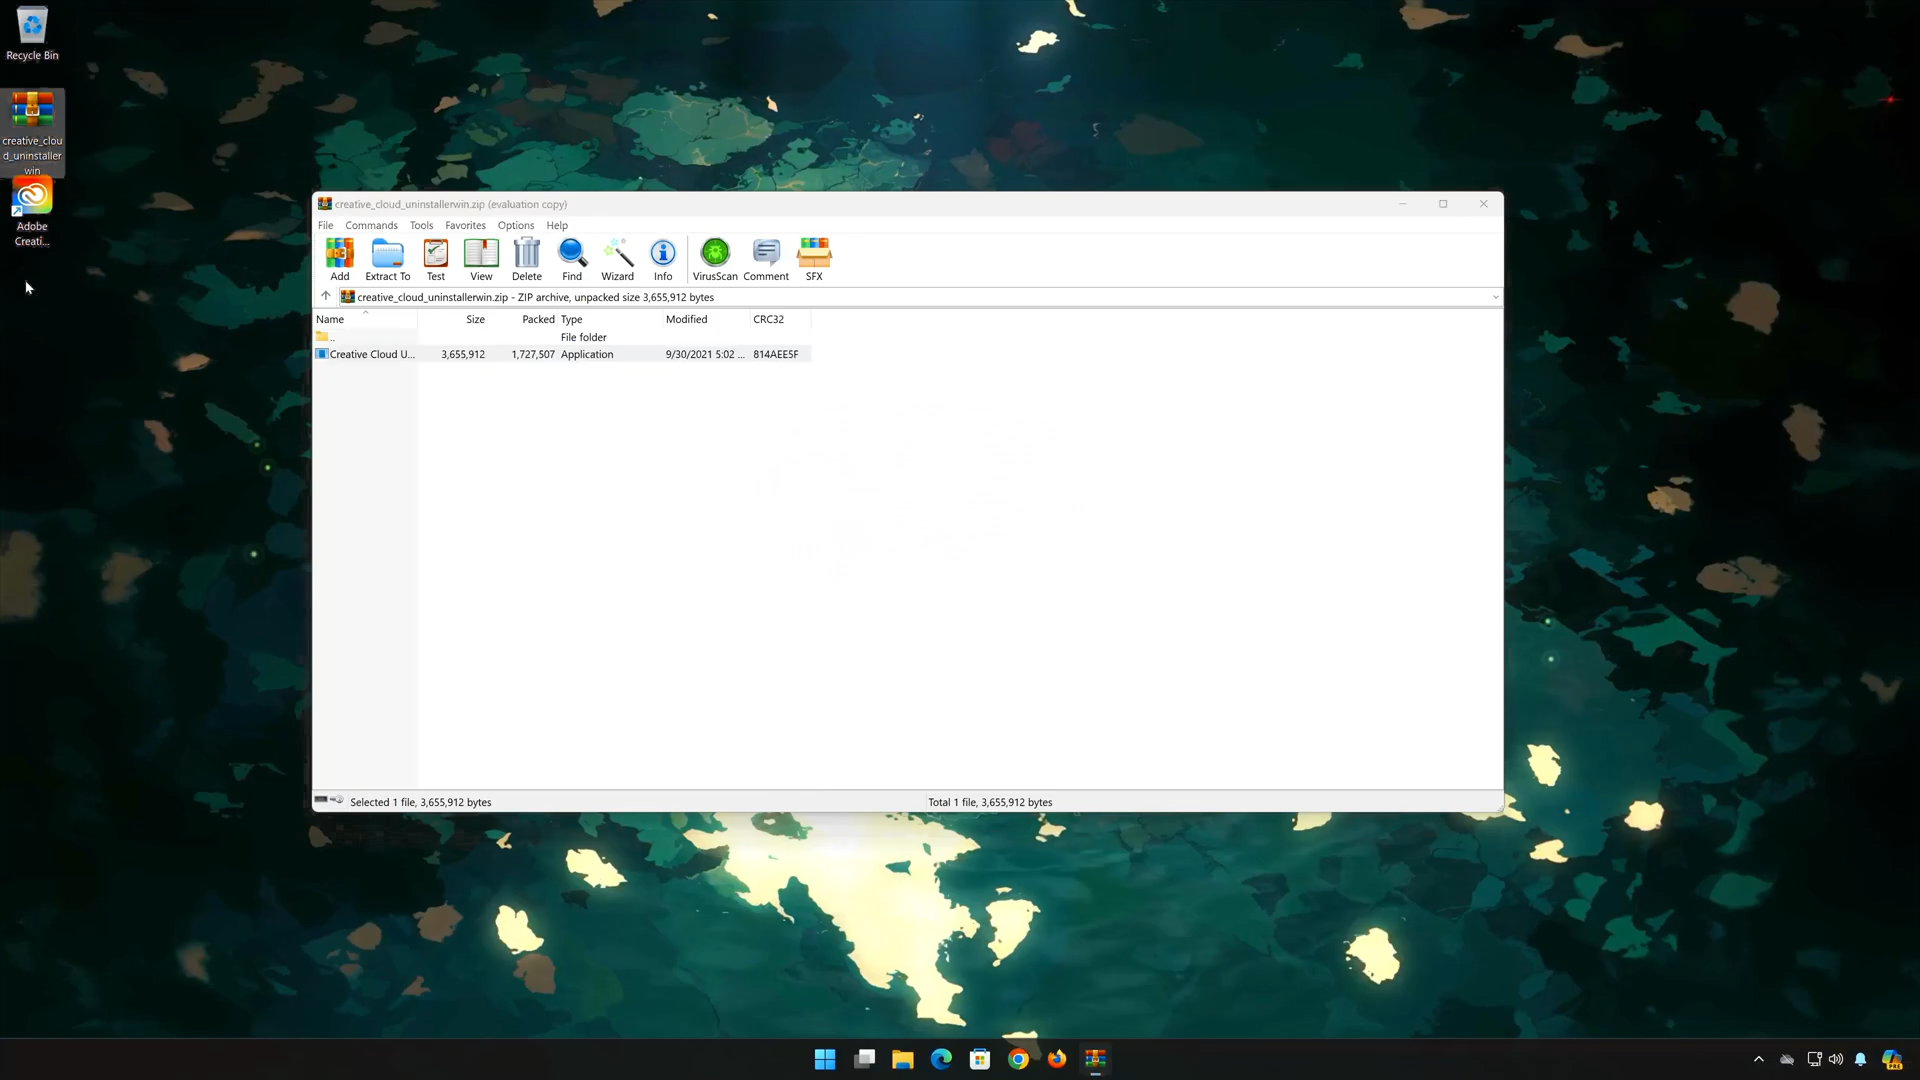 Recycle Bin
creative_clou
d_uninstaller
win
Adobe
Creati...
creative_cloud_uninstallerwin.zip (evaluation copy)
File Commands Tools Favorites Options Help
Add Extract To Test View Delete Find Wizard Info VirusScan Comment SFX
creative_cloud_uninstallerwin.zip - ZIP archive, unpacked size 3,655,912 bytes
Name Size Packed Type Modified CRC32
.. File folder
Creative Cloud U... 3,655,912 1,727,507 Application 9/30/2021 5:02 ... 814AEE5F
Selected 1 file, 3,655,912 bytes
Total 1 file, 3,655,912 bytes
PRE